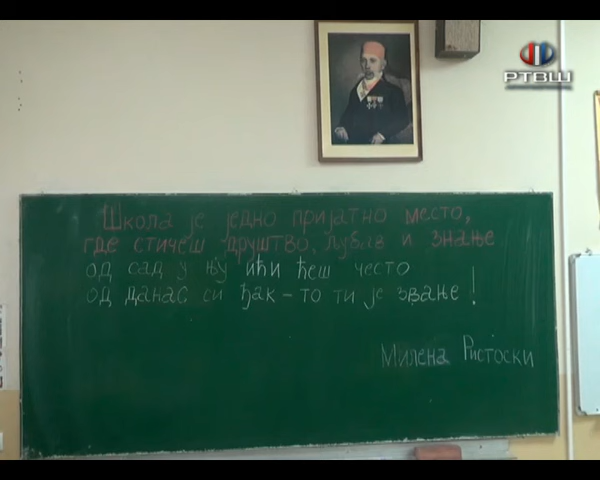 РТВШ
Школа је једно пријатно место,
где стичеш друштво, љубав и знање
од сад у њу ићи ћеш често
од данас си ђак - то ти је звање!
Милена Ристоски